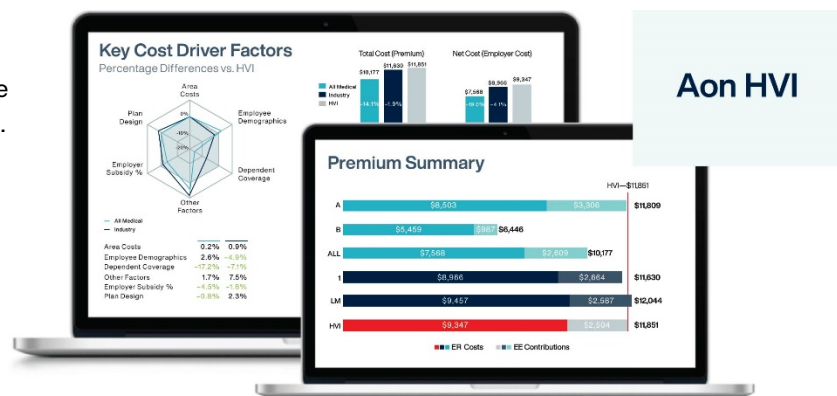 e
.
Key Cost Driver Factors
Percentage Differences vs. HVI
Area
Costs
Plan
Design
Employee
Demographics
0%
-10%
-20%
Employer
Subsidy %
Dependent
Coverage
Other
Factors
All Medical
Industry
Area Costs 0.2% 0.9%
Employee Demographics 2.6% -4.9%
Dependent Coverage -17.2% -7.1%
Other Factors 1.7% 7.5%
Employer Subsidy % -4.5% -1.5%
Plan Design -0.8% 2.3%
Total Cost (Premium)
$10,177 $11,630 $11,851
All Medical
Industry
HVI
-14.1% -1.9%
Net Cost (Employer Cost)
$7,568 $8,966 $9,347
-19.0% -4.1%
Aon HVI
Premium Summary
HVI—$11,851
A $8,503 $3,306 $11,809
B $5,459 $987 $6,446
ALL $7,568 $2,609 $10,177
1 $8,966 $2,664 $11,630
LM $9,457 $2,587 $12,044
HVI $9,347 $2,504 $11,851
ER Costs EE Contributions